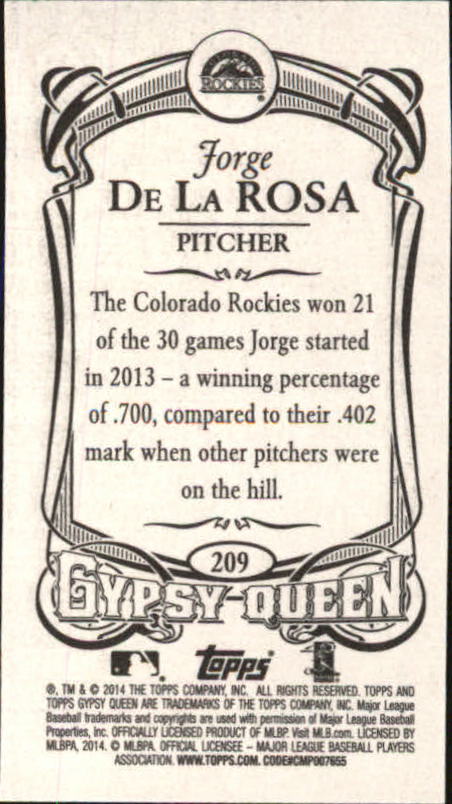 ROCKIES
®
Jorge
DE LA ROSA
PITCHER
The Colorado Rockies won 21
of the 30 games Jorge started
in 2013 – a winning percentage
of .700, compared to their .402
mark when other pitchers were
on the hill.
209
GYPSY QUEEN
topps
®, TM & © 2014 THE TOPPS COMPANY, INC. ALL RIGHTS RESERVED. TOPPS AND
TOPPS GYPSY QUEEN ARE TRADEMARKS OF THE TOPPS COMPANY, INC. Major League
Baseball trademarks and copyrights are used with permission of Major League Baseball
Properties, Inc. OFFICIALLY LICENSED PRODUCT OF MLBP. Visit MLB.com. LICENSED BY
MLBPA, 2014. © MLBPA. OFFICIAL LICENSEE – MAJOR LEAGUE BASEBALL PLAYERS
ASSOCIATION. WWW.TOPPS.COM. CODE#CMP007655